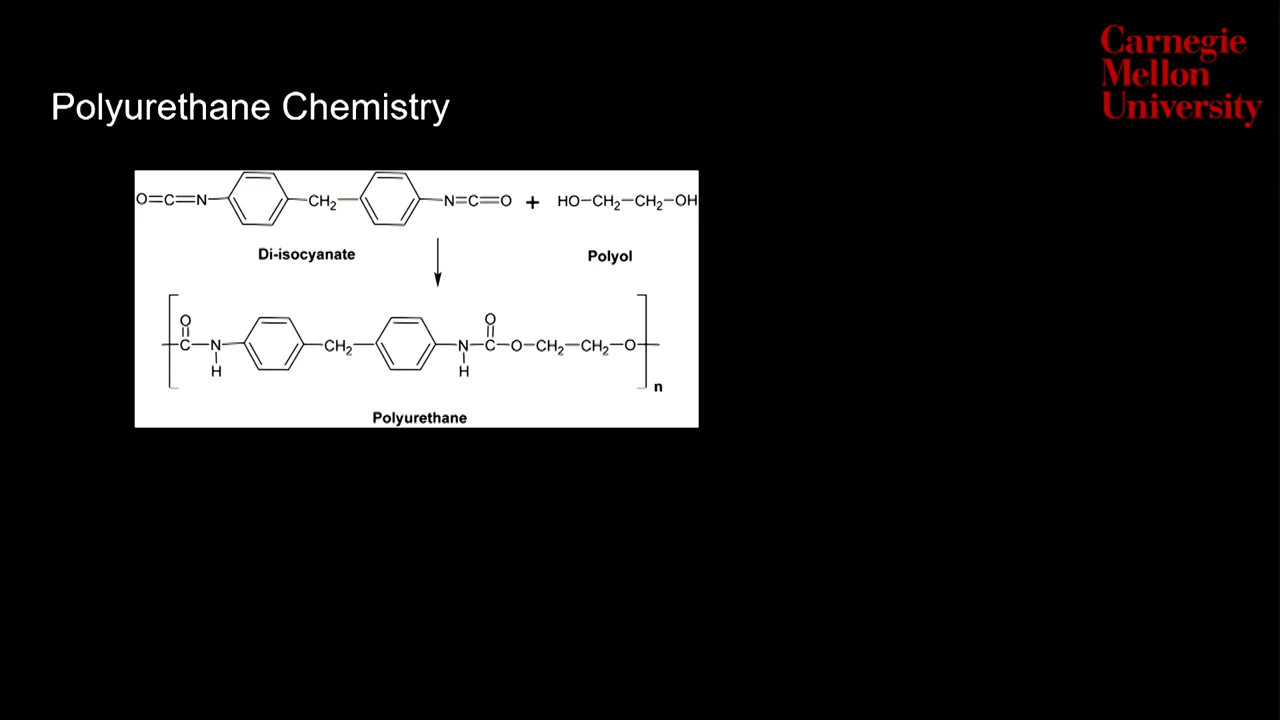 Carnegie
Mellon
University
Polyurethane Chemistry
O=C=N CH₂ N=C=O + HO–CH₂–CH₂–OH
Di-isocyanate Polyol
O O
C–N CH₂ N–C–O–CH₂–CH₂–O
H H
n
Polyurethane